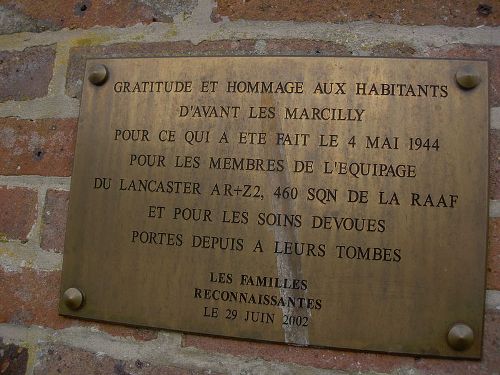 GRATITUDE ET HOMMAGE AUX HABITANTS
D'AVANT LES MARCILLY
POUR CE QUI A ETE FAIT LE 4 MAI 1944
POUR LES MEMBRES DE L'EQUIPAGE
DU LANCASTER AR+Z2, 460 SQN DE LA RAAF
ET POUR LES SOINS DEVOUES
PORTES DEPUIS A LEURS TOMBES
LES FAMILLES
RECONNAISSANTES
LE 29 JUIN 2002